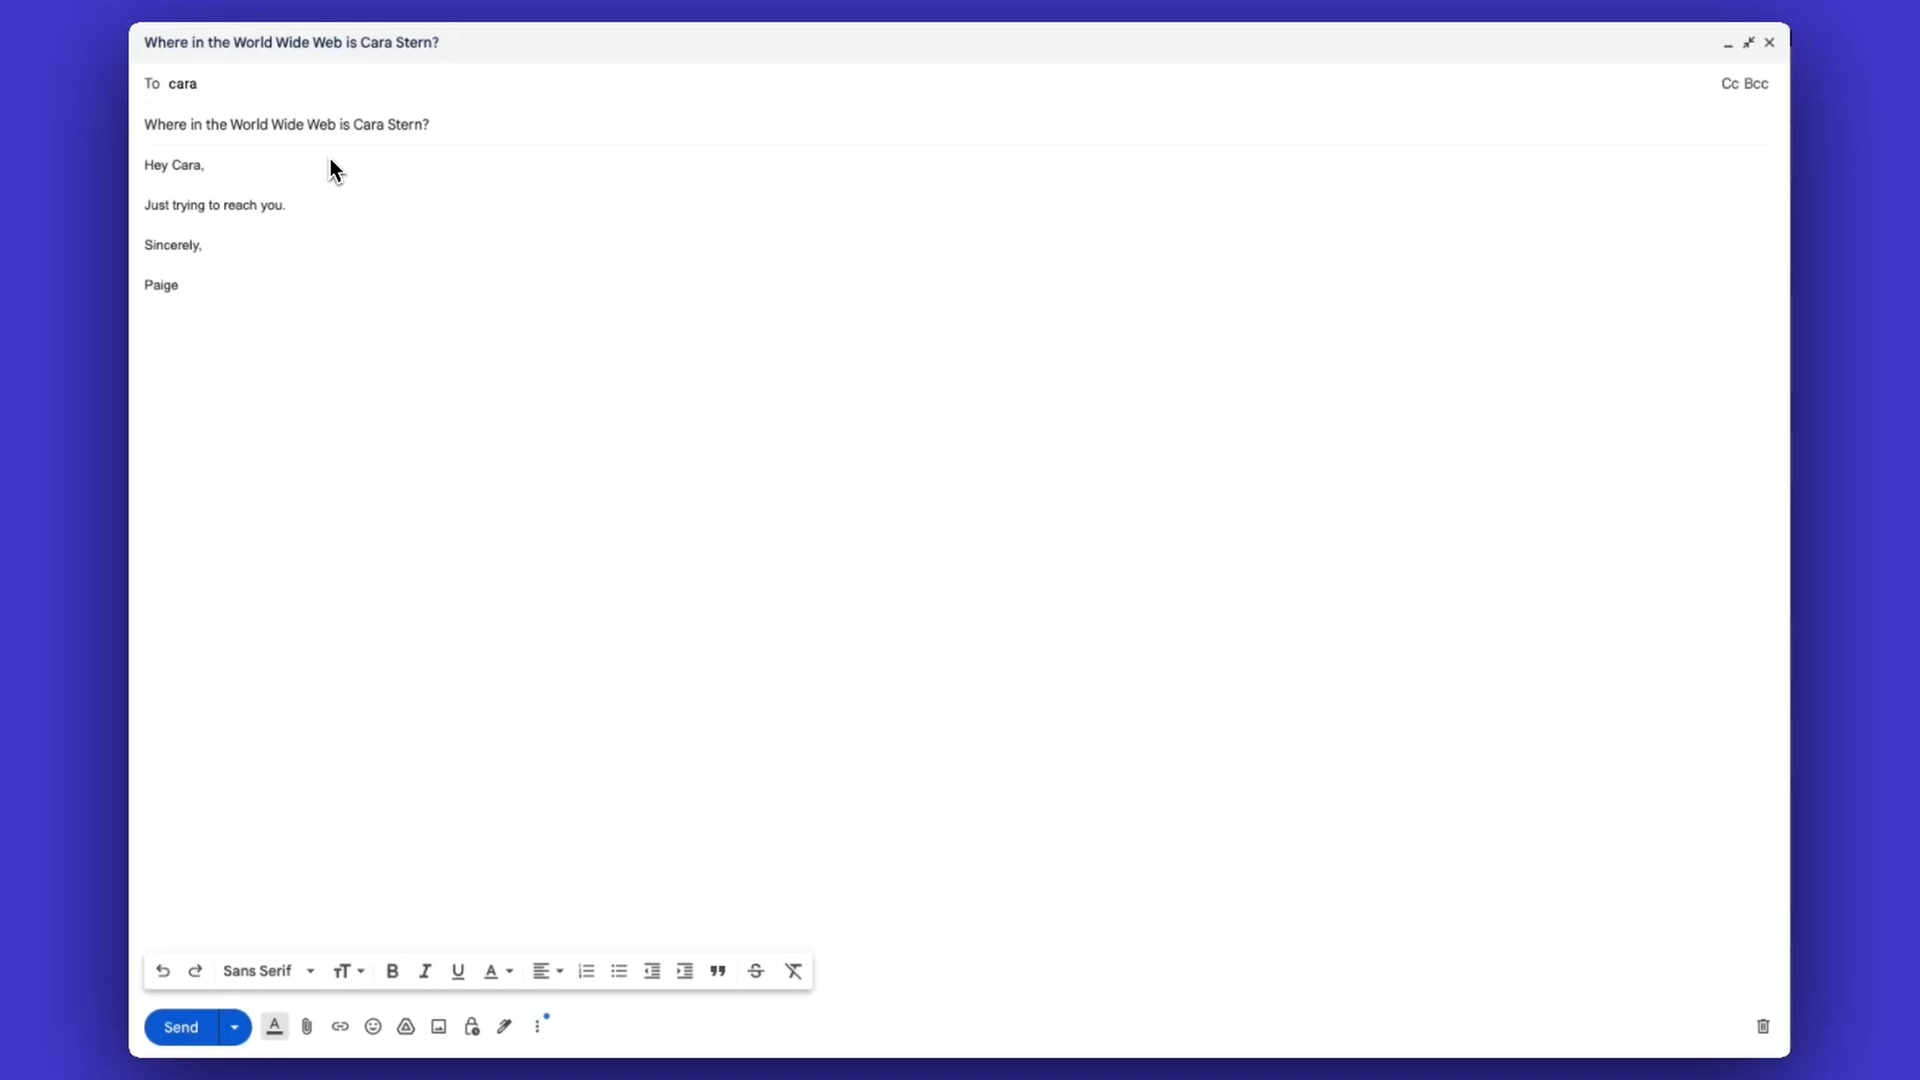 Where in the World Wide Web is Cara Stern?
To cara
Cc Bcc
Where in the World Wide Web is Cara Stern?
Hey Cara,
Just trying to reach you.
Sincerely,
Paige
Sans Serif
Send